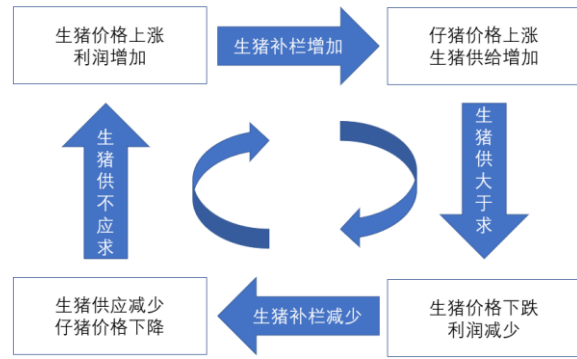 生猪价格上涨
利润增加
生猪补栏增加
仔猪价格上涨
生猪供给增加
生猪供不应求
生猪供大于求
生猪供应减少
仔猪价格下降
生猪补栏减少
生猪价格下跌
利润减少